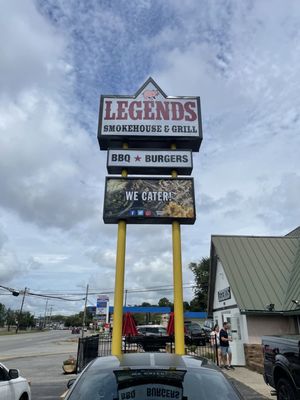 LEGENDS
SMOKEHOUSE & GRILL
BBQ ★ BURGERS
WE CATER!